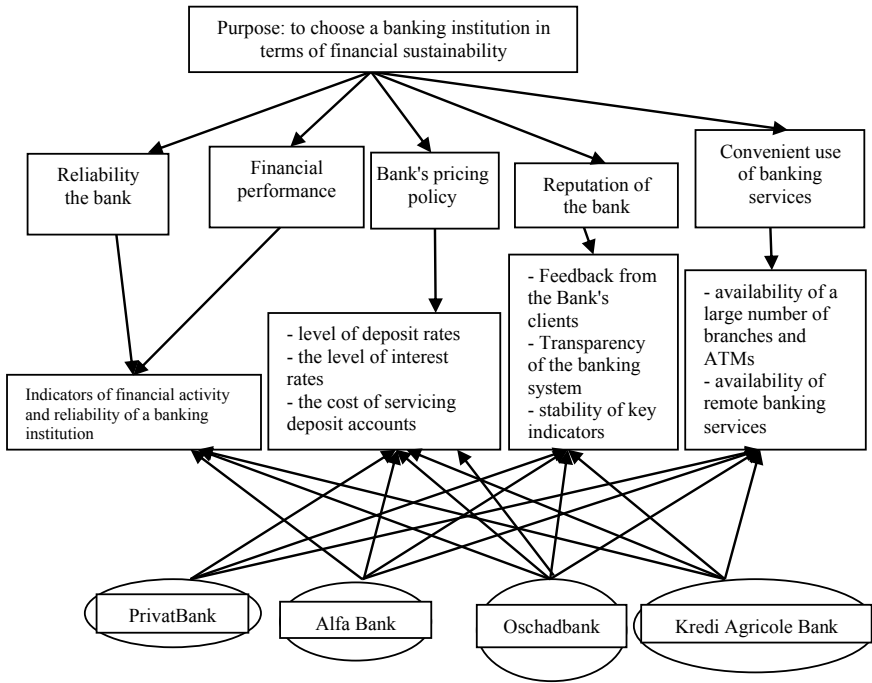 Purpose: to choose a banking institution in
terms of financial sustainability
Reliability
the bank
Financial
performance
Bank's pricing
policy
Reputation of
the bank
Convenient use
of banking
services
Indicators of financial activity
and reliability of a banking
institution
- level of deposit rates
- the level of interest
rates
- the cost of servicing
deposit accounts
- Feedback from
the Bank's
clients
- Transparency
of the banking
system
- stability of key
indicators
- availability of a
large number of
branches and
ATMs
- availability of
remote banking
services
PrivatBank
Alfa Bank
Oschadbank
Kredi Agricole Bank